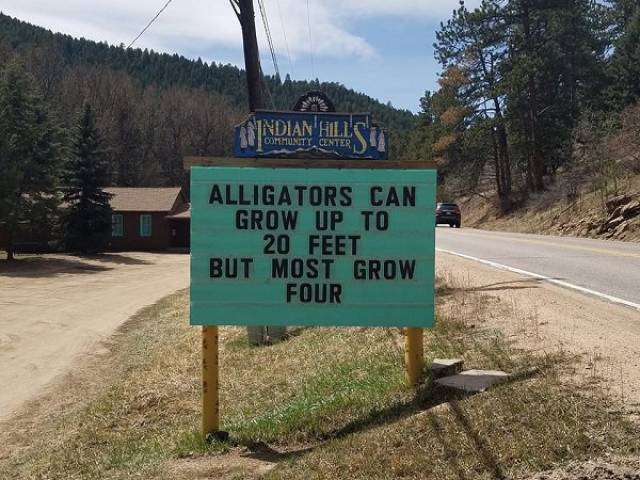 INDIAN HILLS
COMMUNITY CENTER
ALLIGATORS CAN
GROW UP TO
20 FEET
BUT MOST GROW
FOUR